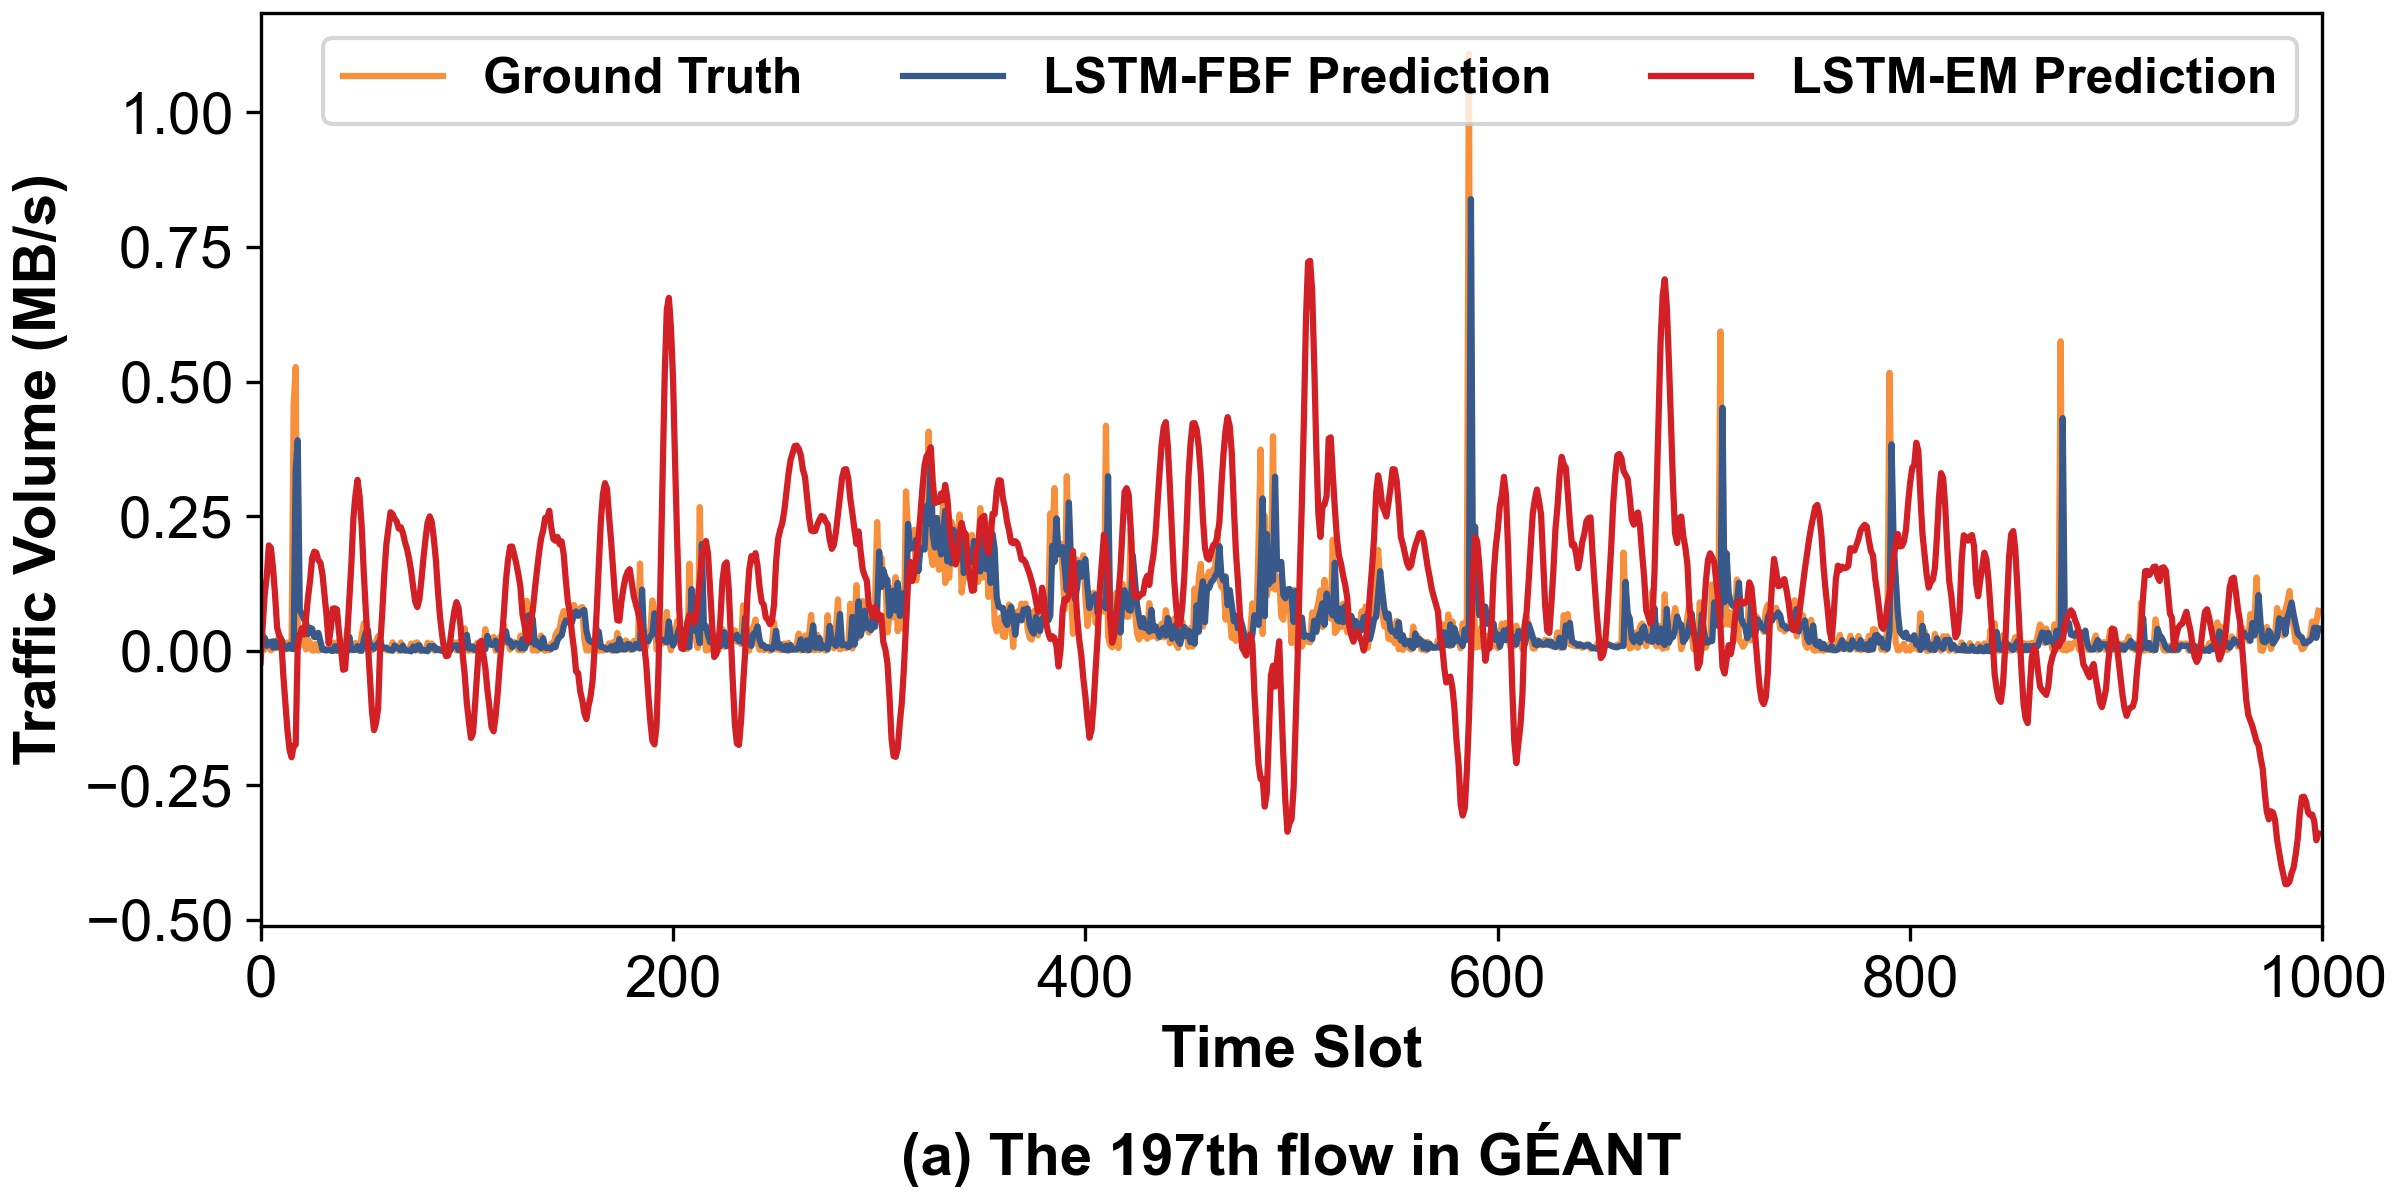 Ground Truth LSTM-FBF Prediction LSTM-EM Prediction
Traffic Volume (MB/s)
1.00
0.75
0.50
0.25
0.00
−0.25
−0.50
0 200 400 600 800 1000
Time Slot
(a) The 197th flow in GÉANT